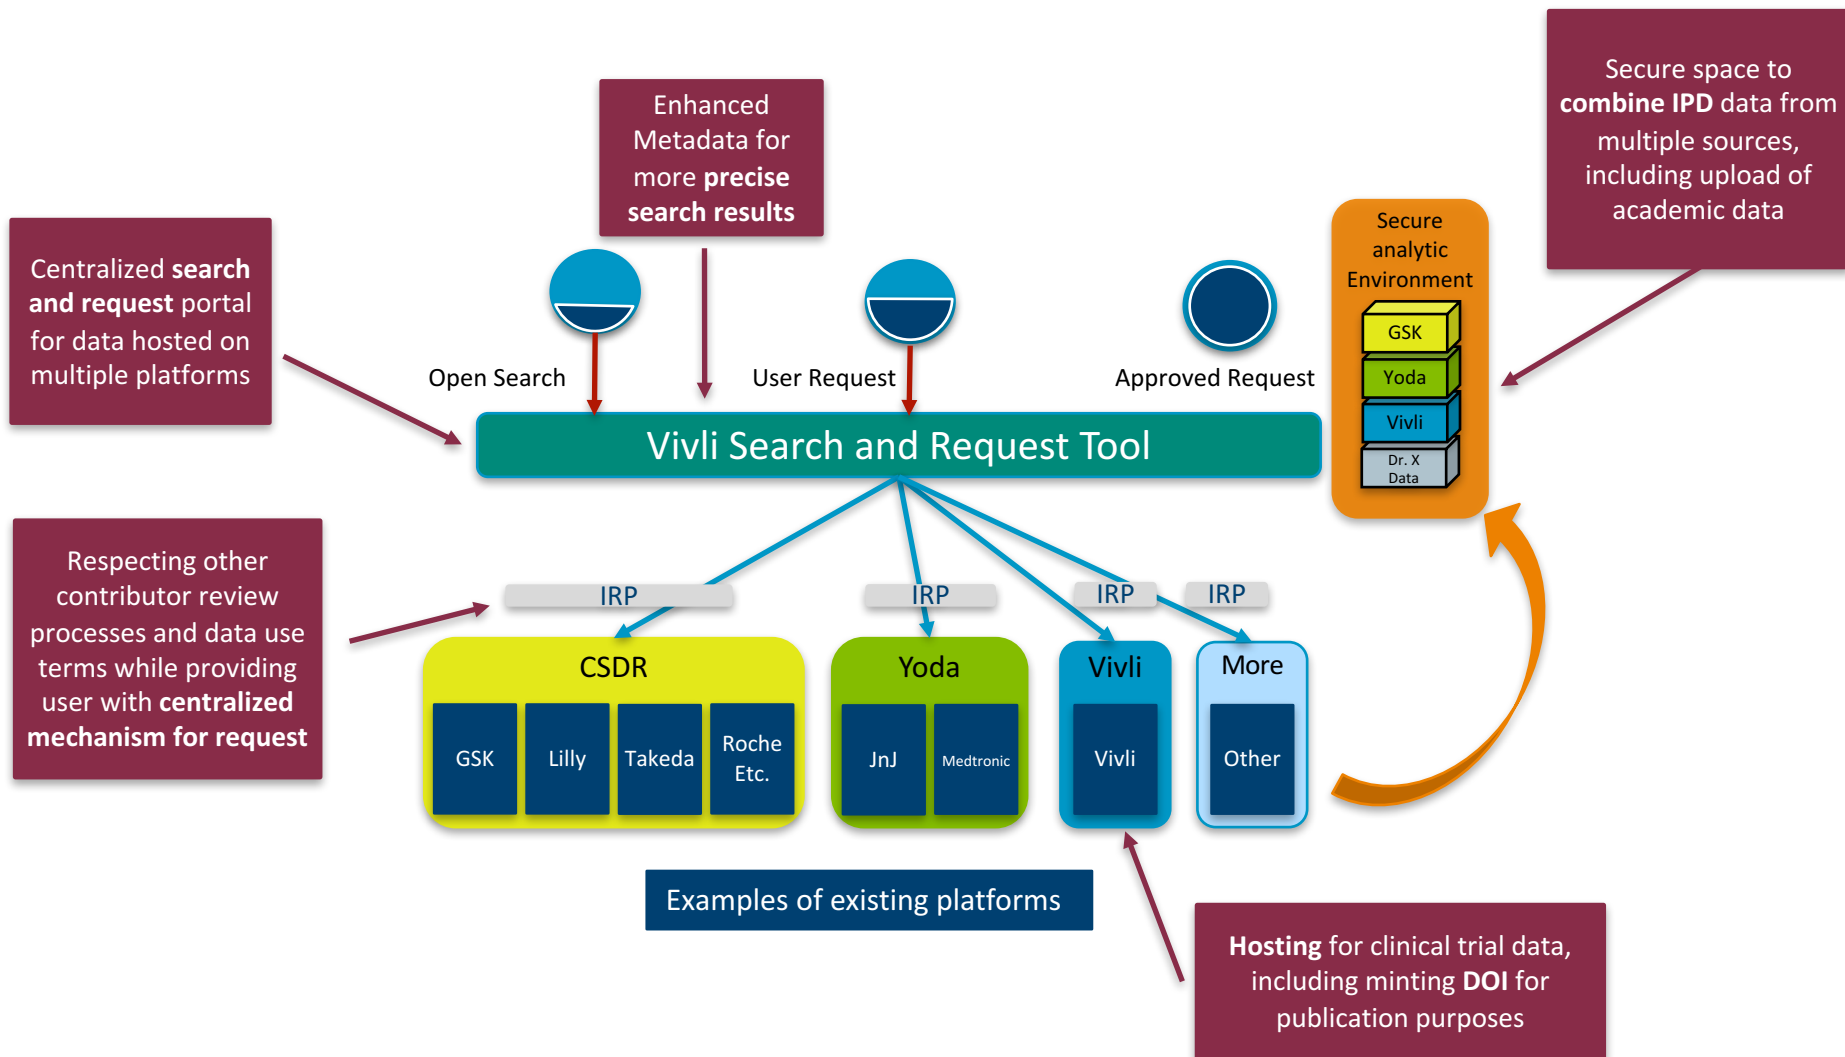 Enhanced
Metadata for
more precise
search results
Secure space to
combine IPD data from
multiple sources,
including upload of
academic data
Centralized search
and request portal
for data hosted on
multiple platforms
Secure
analytic
Environment
GSK
Yoda
Vivli
Dr. X
Data
Open Search
User Request
Approved Request
Vivli Search and Request Tool
Respecting other
contributor review
processes and data use
terms while providing
user with centralized
mechanism for request
IRP
IRP
IRP
IRP
CSDR
GSK
Lilly
Takeda
Roche
Etc.
Yoda
JnJ
Medtronic
Vivli
Vivli
More
Other
Examples of existing platforms
Hosting for clinical trial data,
including minting DOI for
publication purposes